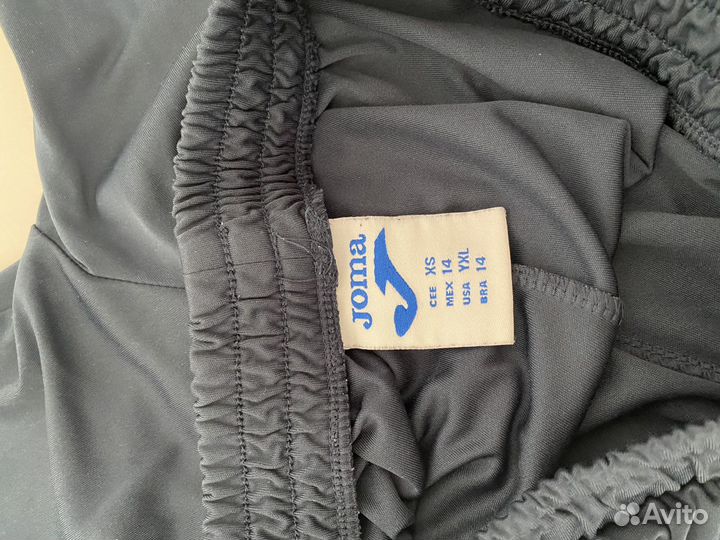 Joma
CEE XS
MEX 14
USA YXL
BRA 14
Avito